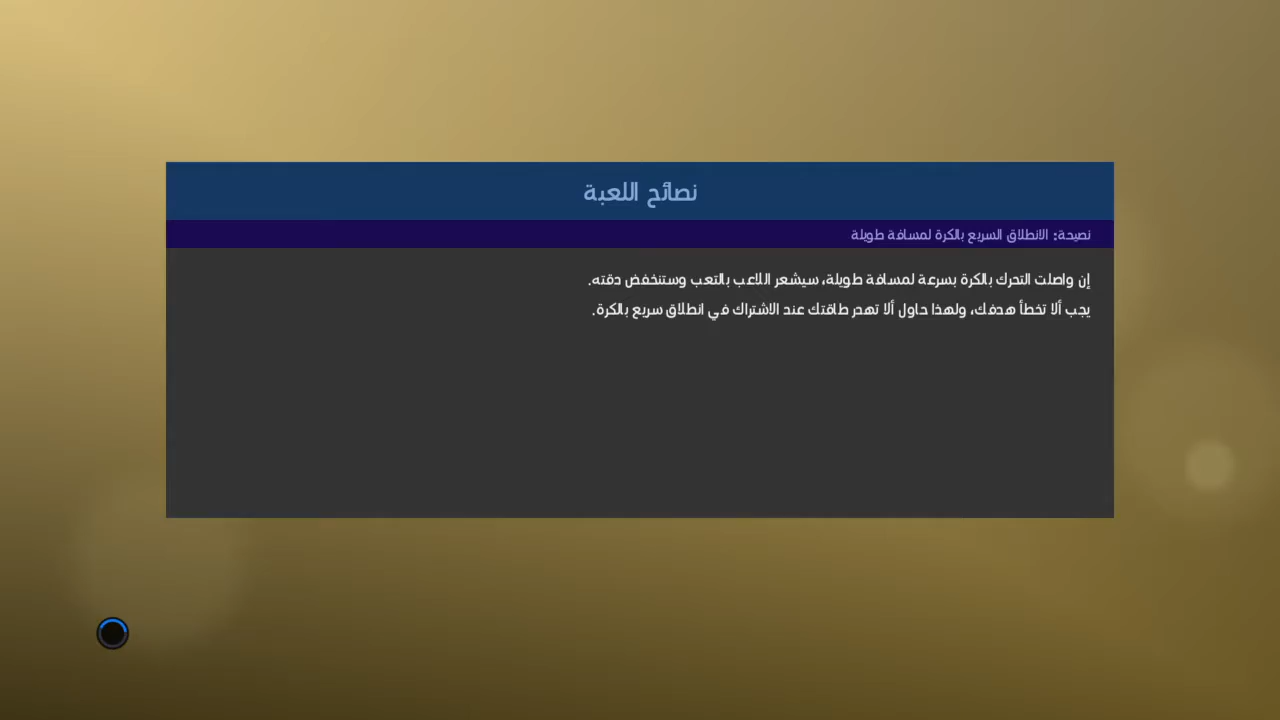 نصائح اللعبة
نصيحة: الانطلاق السريع بالكرة لمسافة طويلة
إن واصلت التحرك بالكرة بسرعة لمسافة طويلة، سيشعر اللاعب بالتعب وستنخفض دقته.
يجب ألا تخطأ هدفك، ولهذا حاول ألا تهدر طاقتك عند الاشتراك في انطلاق سريع بالكرة.